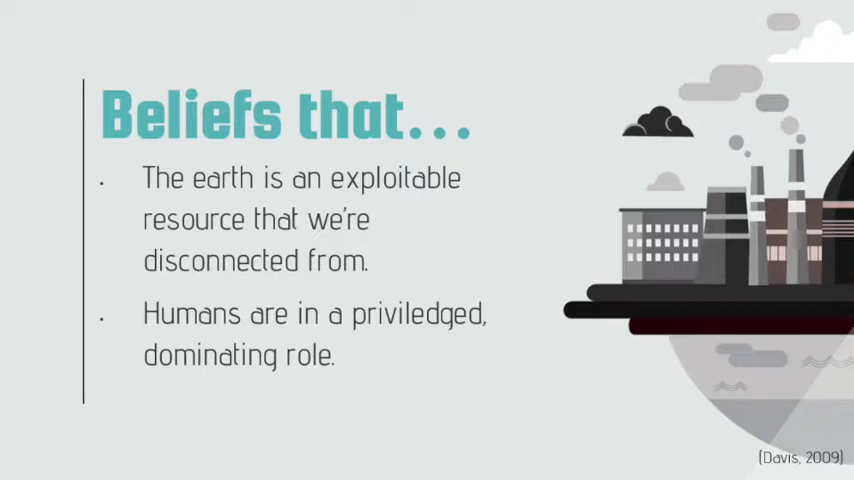 Beliefs that...
· The earth is an exploitable
resource that we're
disconnected from.
· Humans are in a priviledged,
dominating role.
(Davis, 2009)